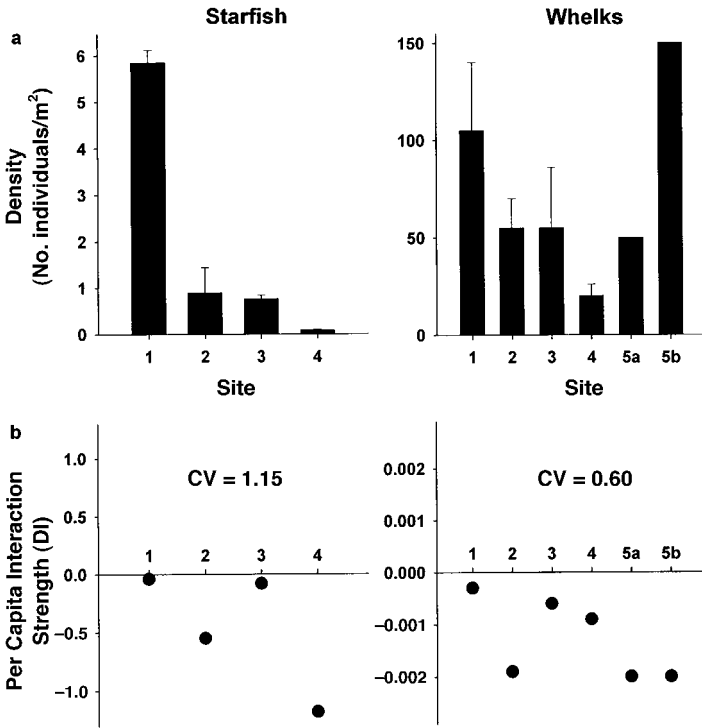 Starfish
Whelks
a
Density
(No. individuals/m²)
6
5
4
3
2
1
0
1 2 3 4
Site
150
100
50
0
1 2 3 4 5a 5b
Site
b
Per Capita Interaction
Strength (DI)
CV = 1.15
1.0
0.5
0.0
–0.5
–1.0
1 2 3 4
CV = 0.60
0.002
0.001
0.000
–0.001
–0.002
1 2 3 4 5a 5b